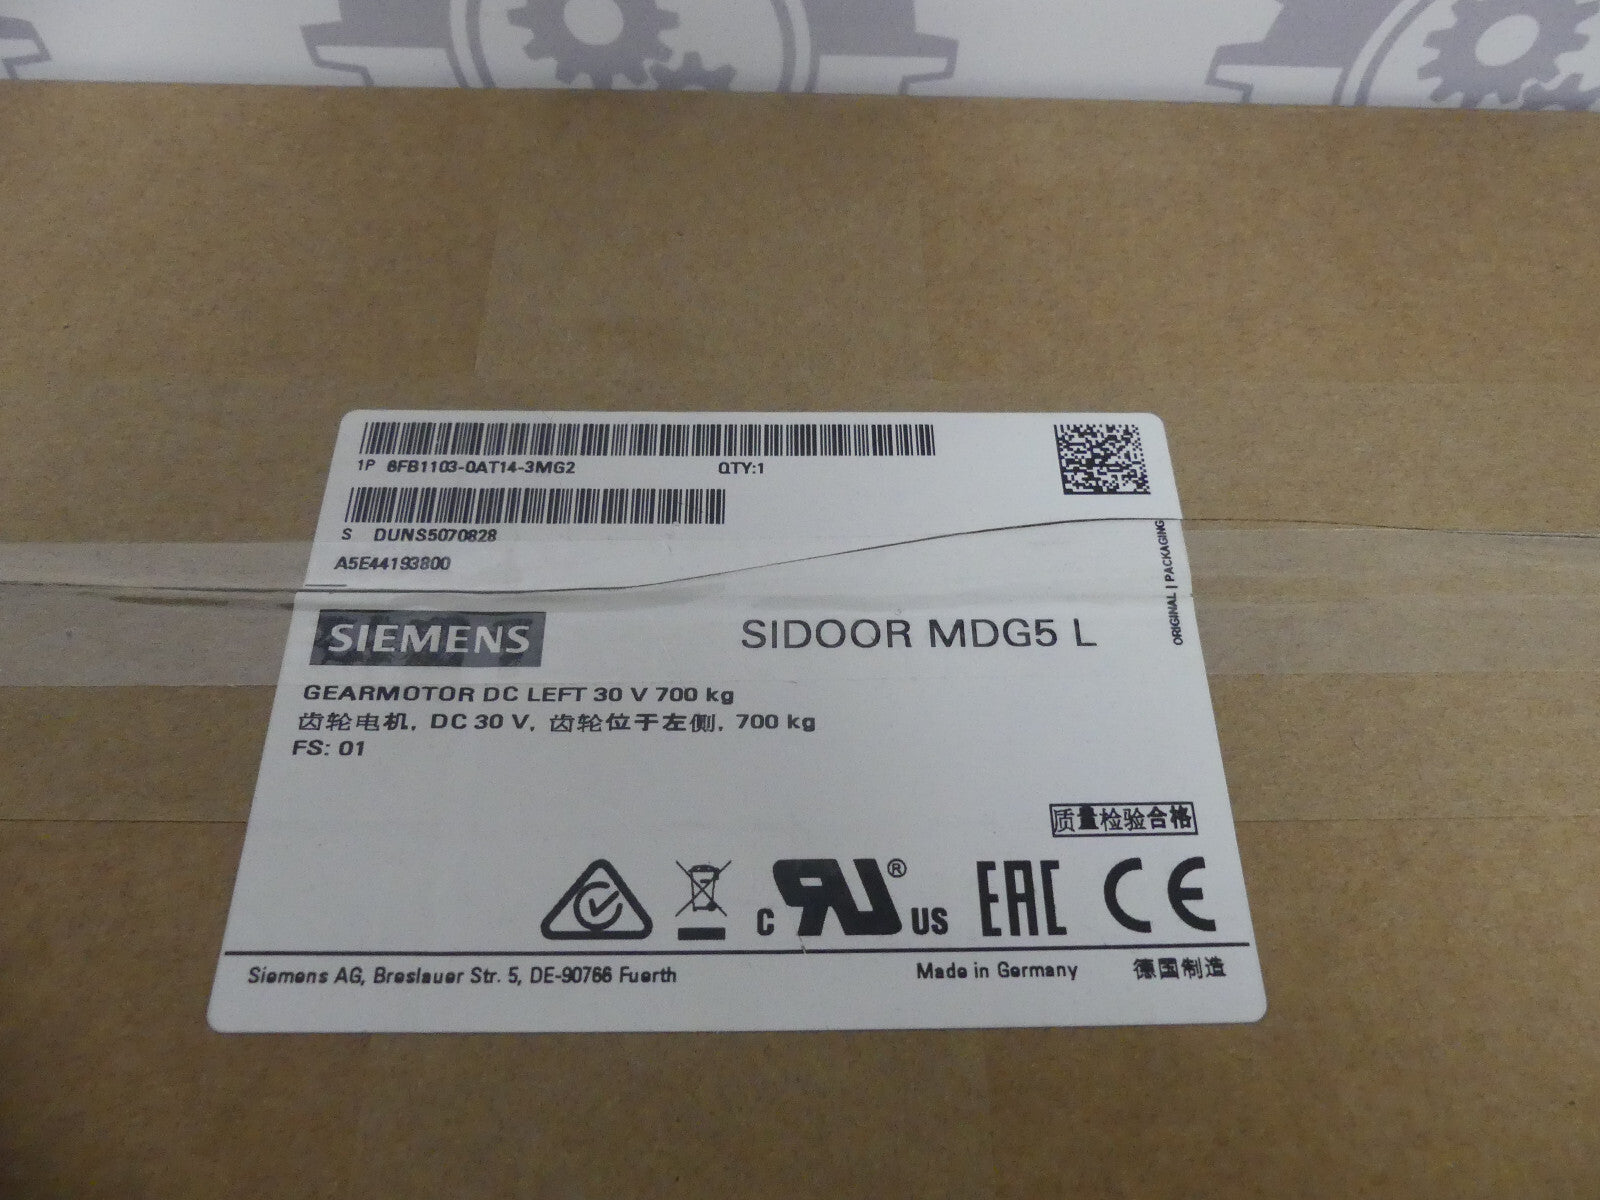 1P 6FB1103-0AT14-3MG2 QTY:1
S DUNS5070828
A5E44193800
ORIGINAL | PACKAGING
SIEMENS
SIDOOR MDG5 L
GEARMOTOR DC LEFT 30 V 700 kg
齿轮电机, DC 30 V, 齿轮位于左侧, 700 kg
FS: 01
质量检验合格
c RU® US EAC CE
Siemens AG, Breslauer Str. 5, DE-90766 Fuerth Made in Germany 德国制造